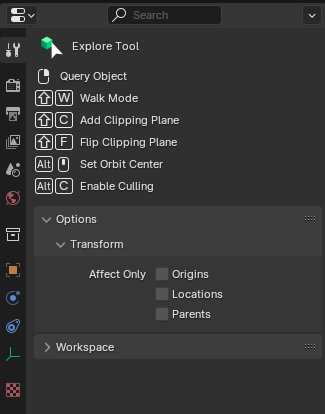 Search
Explore Tool
Query Object
W Walk Mode
C Add Clipping Plane
F Flip Clipping Plane
Alt Set Orbit Center
Alt C Enable Culling
Options
Transform
Affect Only Origins
Locations
Parents
Workspace